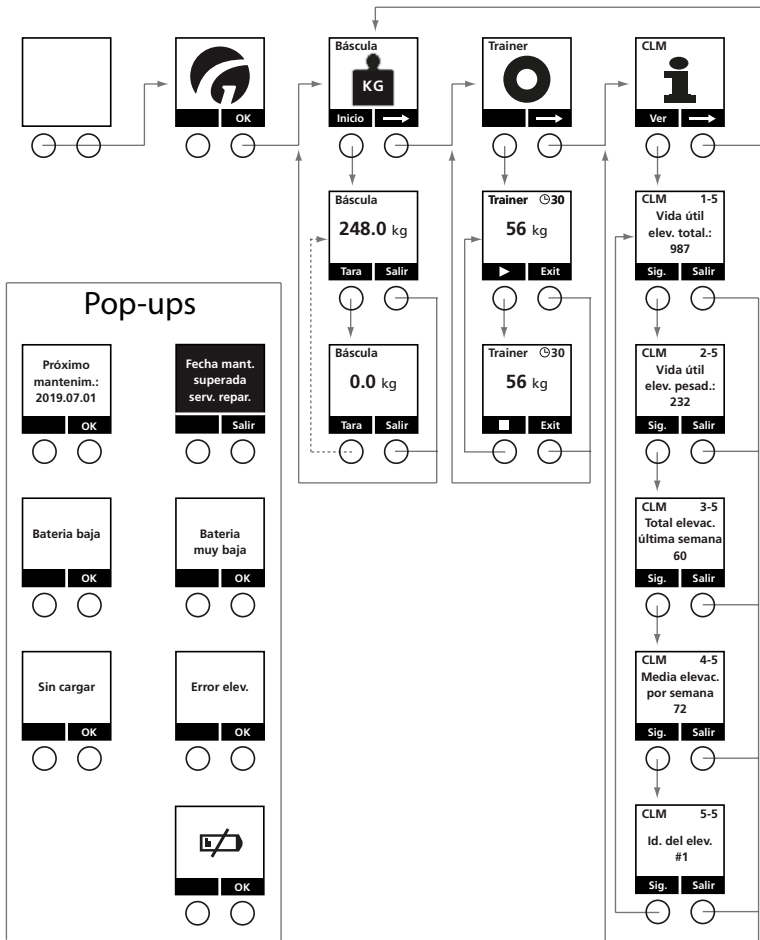 OK
Báscula
KG
Inicio
Trainer
CLM
Ver
Báscula
248.0 kg
Tara Salir
Báscula
0.0 kg
Tara Salir
Trainer 30
56 kg
Exit
Trainer 30
56 kg
Exit
CLM 1-5
Vida útil
elev. total.:
987
Sig. Salir
CLM 2-5
Vida útil
elev. pesad.:
232
Sig. Salir
CLM 3-5
Total elevac.
última semana
60
Sig. Salir
CLM 4-5
Media elevac.
por semana
72
Sig. Salir
CLM 5-5
Id. del elev.
#1
Sig. Salir
Pop-ups
Próximo
mantenim.:
2019.07.01
OK
Fecha mant.
superada
serv. repar.
Salir
Bateria baja
OK
Bateria
muy baja
OK
Sin cargar
OK
Error elev.
OK
OK